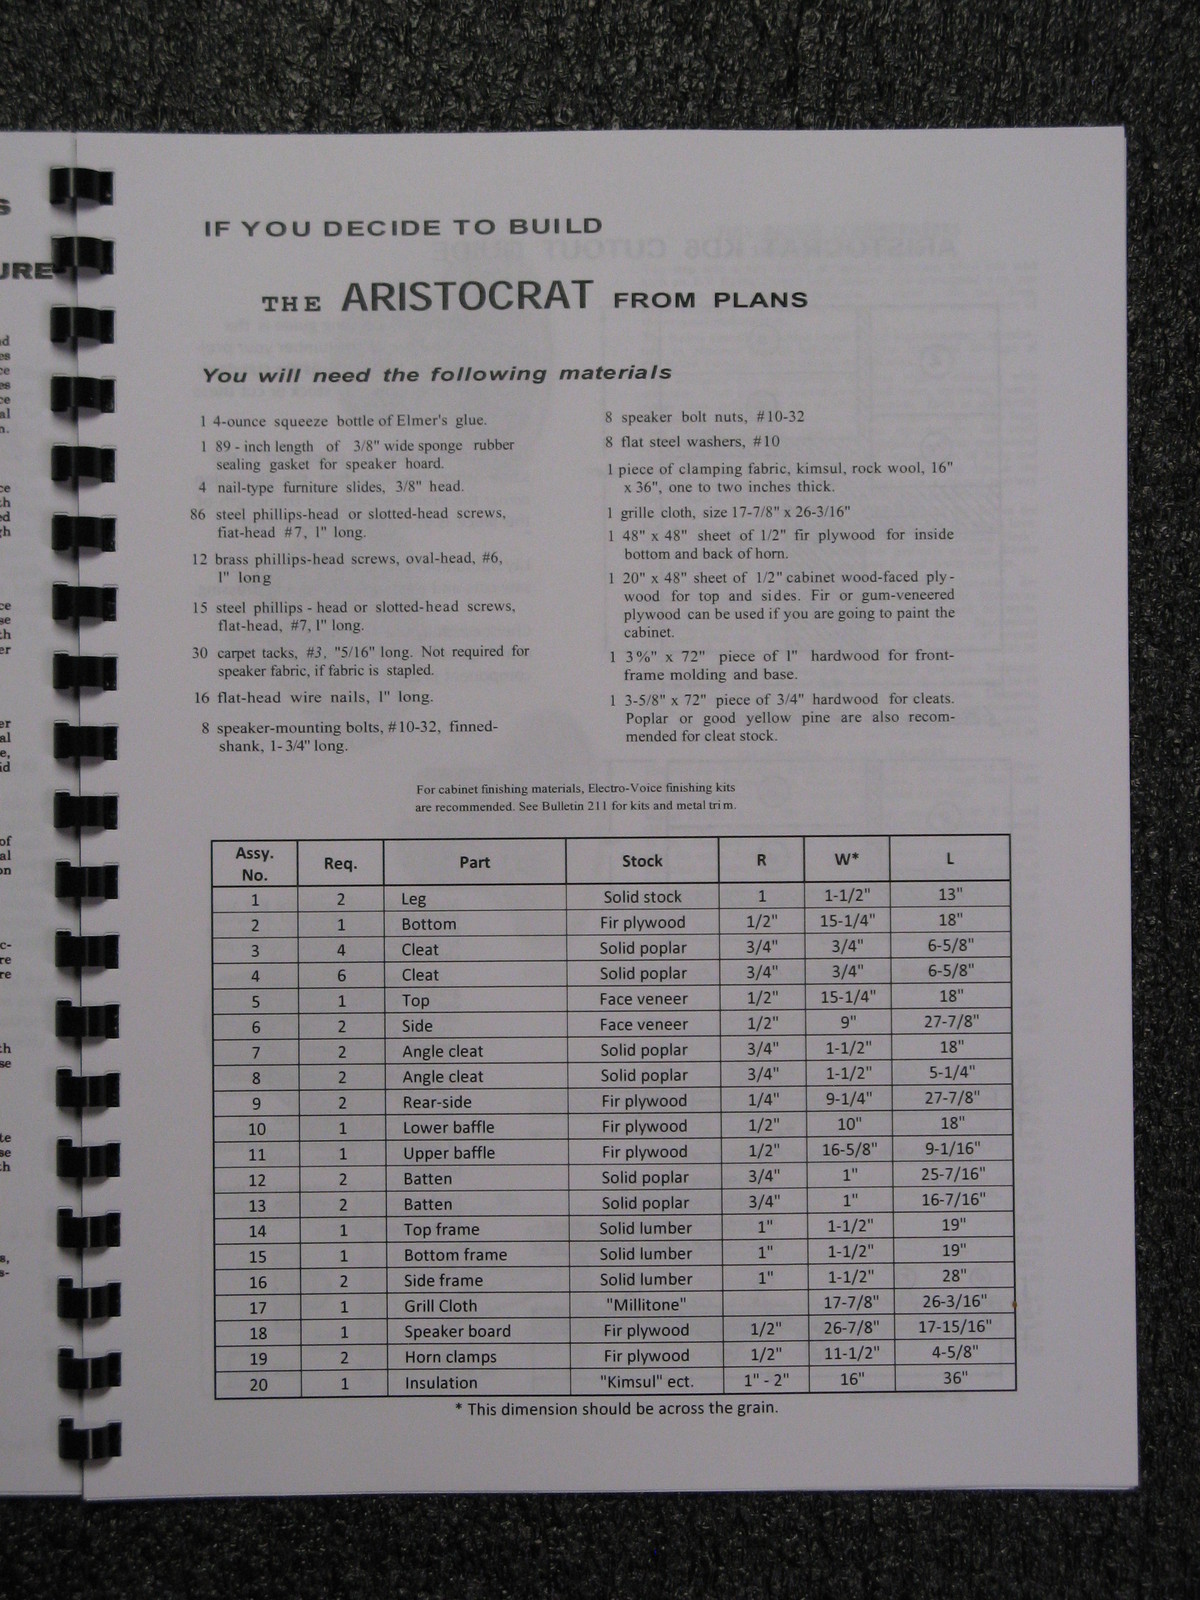 IF YOU DECIDE TO BUILD
THE ARISTOCRAT FROM PLANS
You will need the following materials
1 4-ounce squeeze bottle of Elmer's glue.
1 89 - inch length of 3/8" wide sponge rubber
sealing gasket for speaker hoard.
4 nail-type furniture slides, 3/8" head.
86 steel phillips-head or slotted-head screws,
fiat-head #7, l" long.
12 brass phillips-head screws, oval-head, #6,
l" long
15 steel phillips - head or slotted-head screws,
flat-head, #7, l" long.
30 carpet tacks, #3, "5/16" long. Not required for
speaker fabric, if fabric is stapled.
16 flat-head wire nails, l" long.
8 speaker-mounting bolts, #10-32, finned-
shank, 1- 3/4" long.
8 speaker bolt nuts, #10-32
8 flat steel washers, #10
1 piece of clamping fabric, kimsul, rock wool, 16"
x 36", one to two inches thick.
1 grille cloth, size 17-7/8" x 26-3/16"
1 48" x 48" sheet of 1/2" fir plywood for inside
bottom and back of horn.
1 20" x 48" sheet of 1/2" cabinet wood-faced ply-
wood for top and sides. Fir or gum-veneered
plywood can be used if you are going to paint the
cabinet.
1 3⅝" x 72" piece of l" hardwood for front-
frame molding and base.
1 3-5/8" x 72" piece of 3/4" hardwood for cleats.
Poplar or good yellow pine are also recom-
mended for cleat stock.
For cabinet finishing materials, Electro-Voice finishing kits
are recommended. See Bulletin 211 for kits and metal trim.
Assy. No. Req. Part Stock R W* L
1 2 Leg Solid stock 1 1-1/2" 13"
2 1 Bottom Fir plywood 1/2" 15-1/4" 18"
3 4 Cleat Solid poplar 3/4" 3/4" 6-5/8"
4 6 Cleat Solid poplar 3/4" 3/4" 6-5/8"
5 1 Top Face veneer 1/2" 15-1/4" 18"
6 2 Side Face veneer 1/2" 9" 27-7/8"
7 2 Angle cleat Solid poplar 3/4" 1-1/2" 18"
8 2 Angle cleat Solid poplar 3/4" 1-1/2" 5-1/4"
9 2 Rear-side Fir plywood 1/4" 9-1/4" 27-7/8"
10 1 Lower baffle Fir plywood 1/2" 10" 18"
11 1 Upper baffle Fir plywood 1/2" 16-5/8" 9-1/16"
12 2 Batten Solid poplar 3/4" 1" 25-7/16"
13 2 Batten Solid poplar 3/4" 1" 16-7/16"
14 1 Top frame Solid lumber 1" 1-1/2" 19"
15 1 Bottom frame Solid lumber 1" 1-1/2" 19"
16 2 Side frame Solid lumber 1" 1-1/2" 28"
17 1 Grill Cloth "Millitone" 17-7/8" 26-3/16"
18 1 Speaker board Fir plywood 1/2" 26-7/8" 17-15/16"
19 2 Horn clamps Fir plywood 1/2" 11-1/2" 4-5/8"
20 1 Insulation "Kimsul" ect. 1" - 2" 16" 36"
* This dimension should be across the grain.